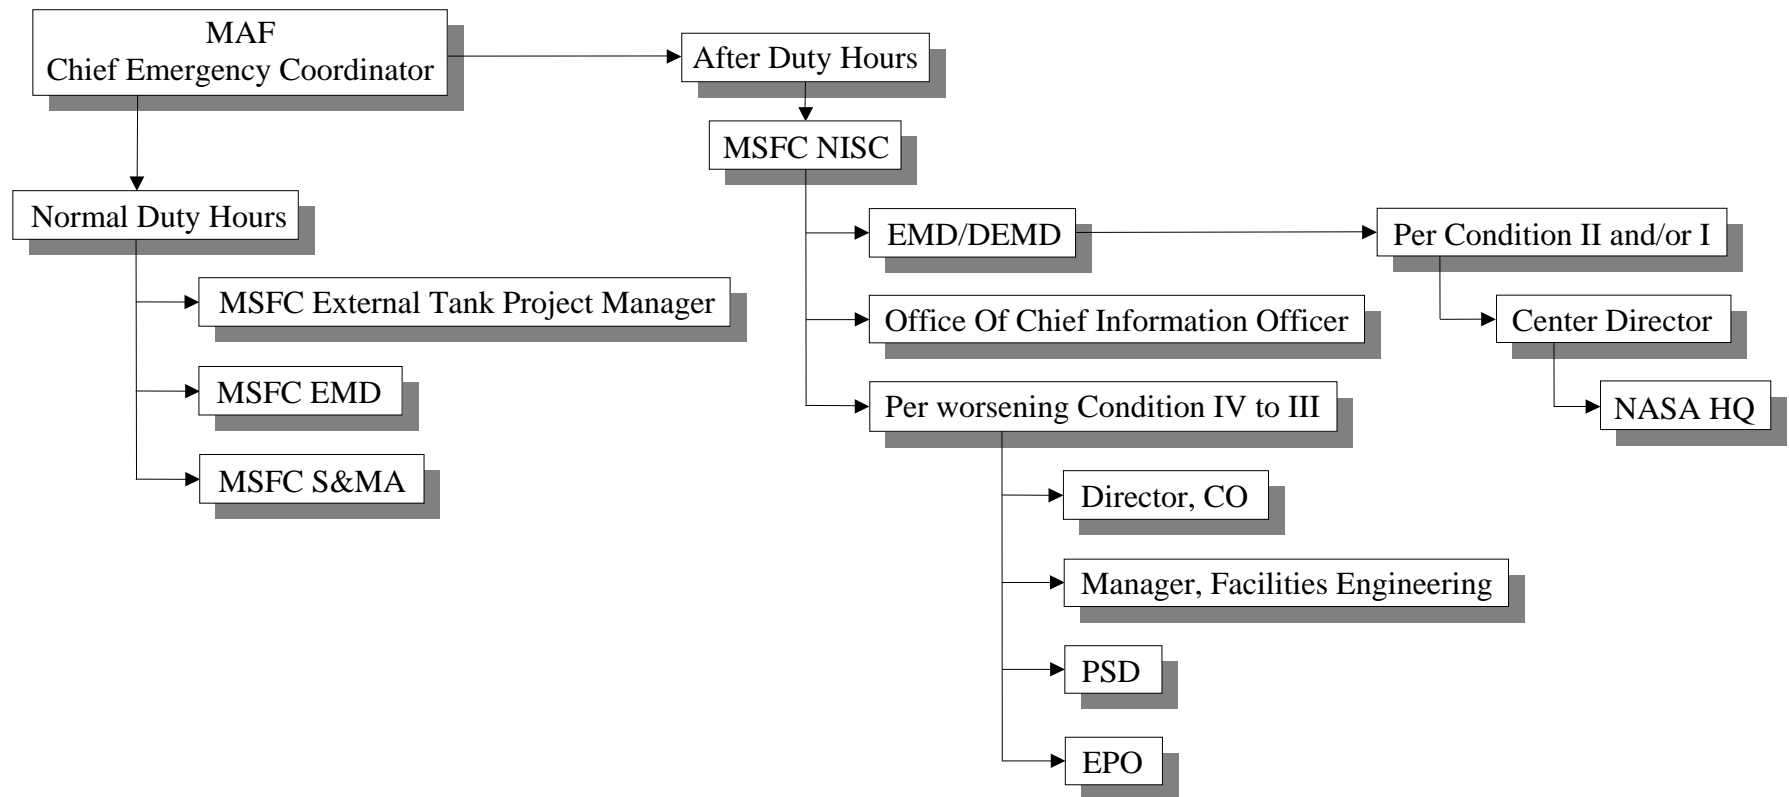 MAF
Chief Emergency Coordinator
After Duty Hours
MSFC NISC
Normal Duty Hours
EMD/DEMD
Per Condition II and/or I
MSFC External Tank Project Manager
Office Of Chief Information Officer
Center Director
MSFC EMD
Per worsening Condition IV to III
NASA HQ
MSFC S&MA
Director, CO
Manager, Facilities Engineering
PSD
EPO